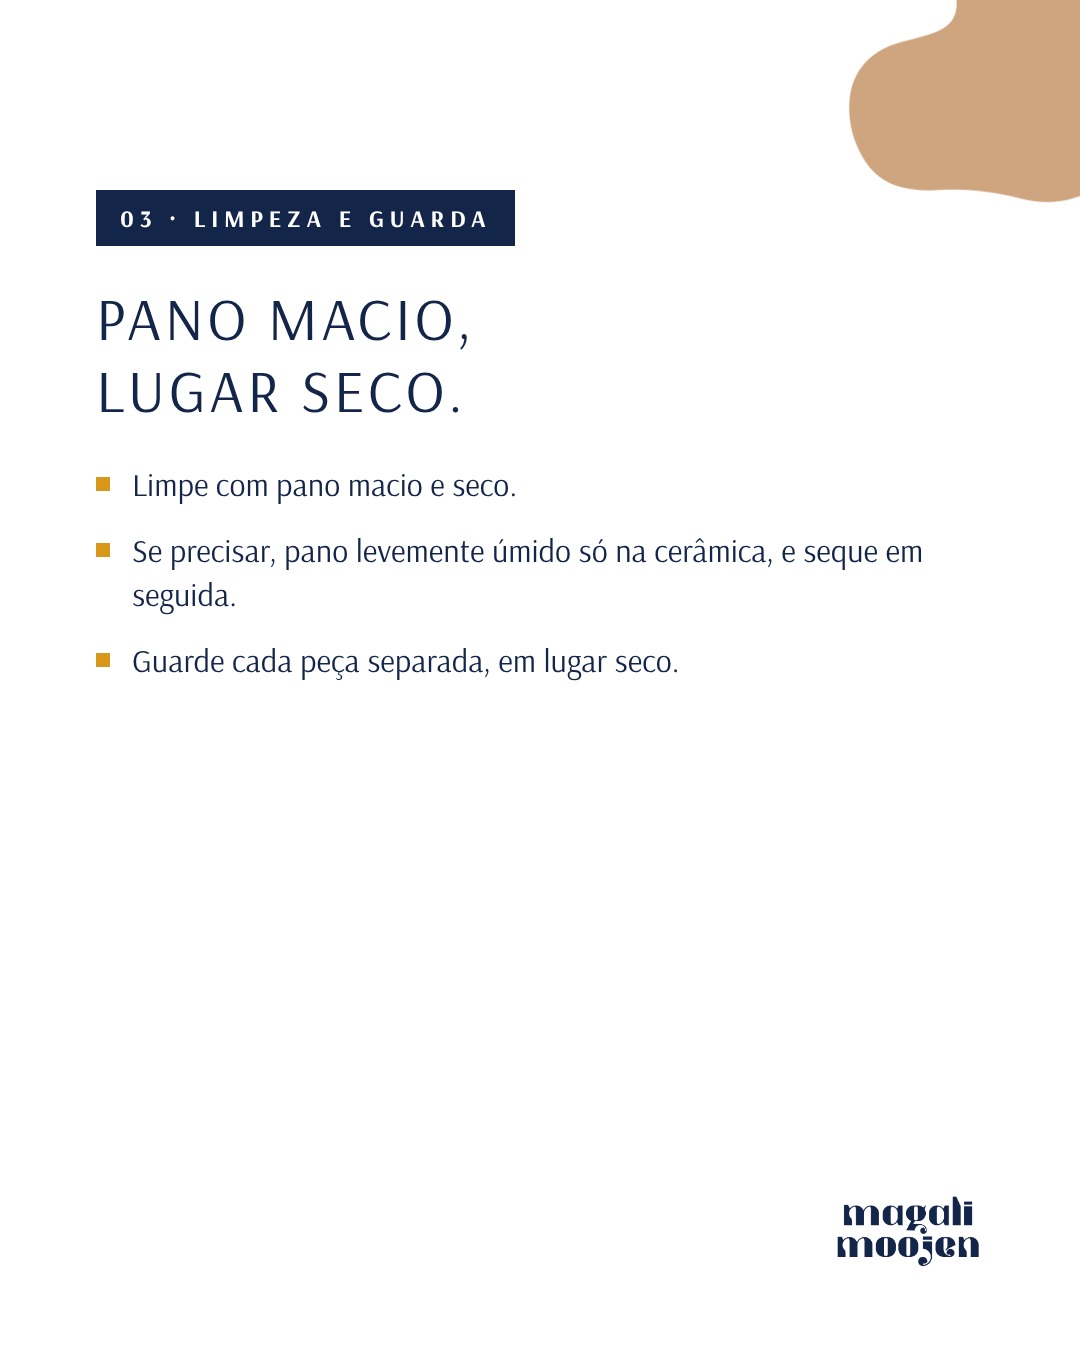 03 · LIMPEZA E GUARDA
PANO MACIO,
LUGAR SECO.
Limpe com pano macio e seco.
Se precisar, pano levemente úmido só na cerâmica, e seque em
seguida.
Guarde cada peça separada, em lugar seco.
magali
moojen